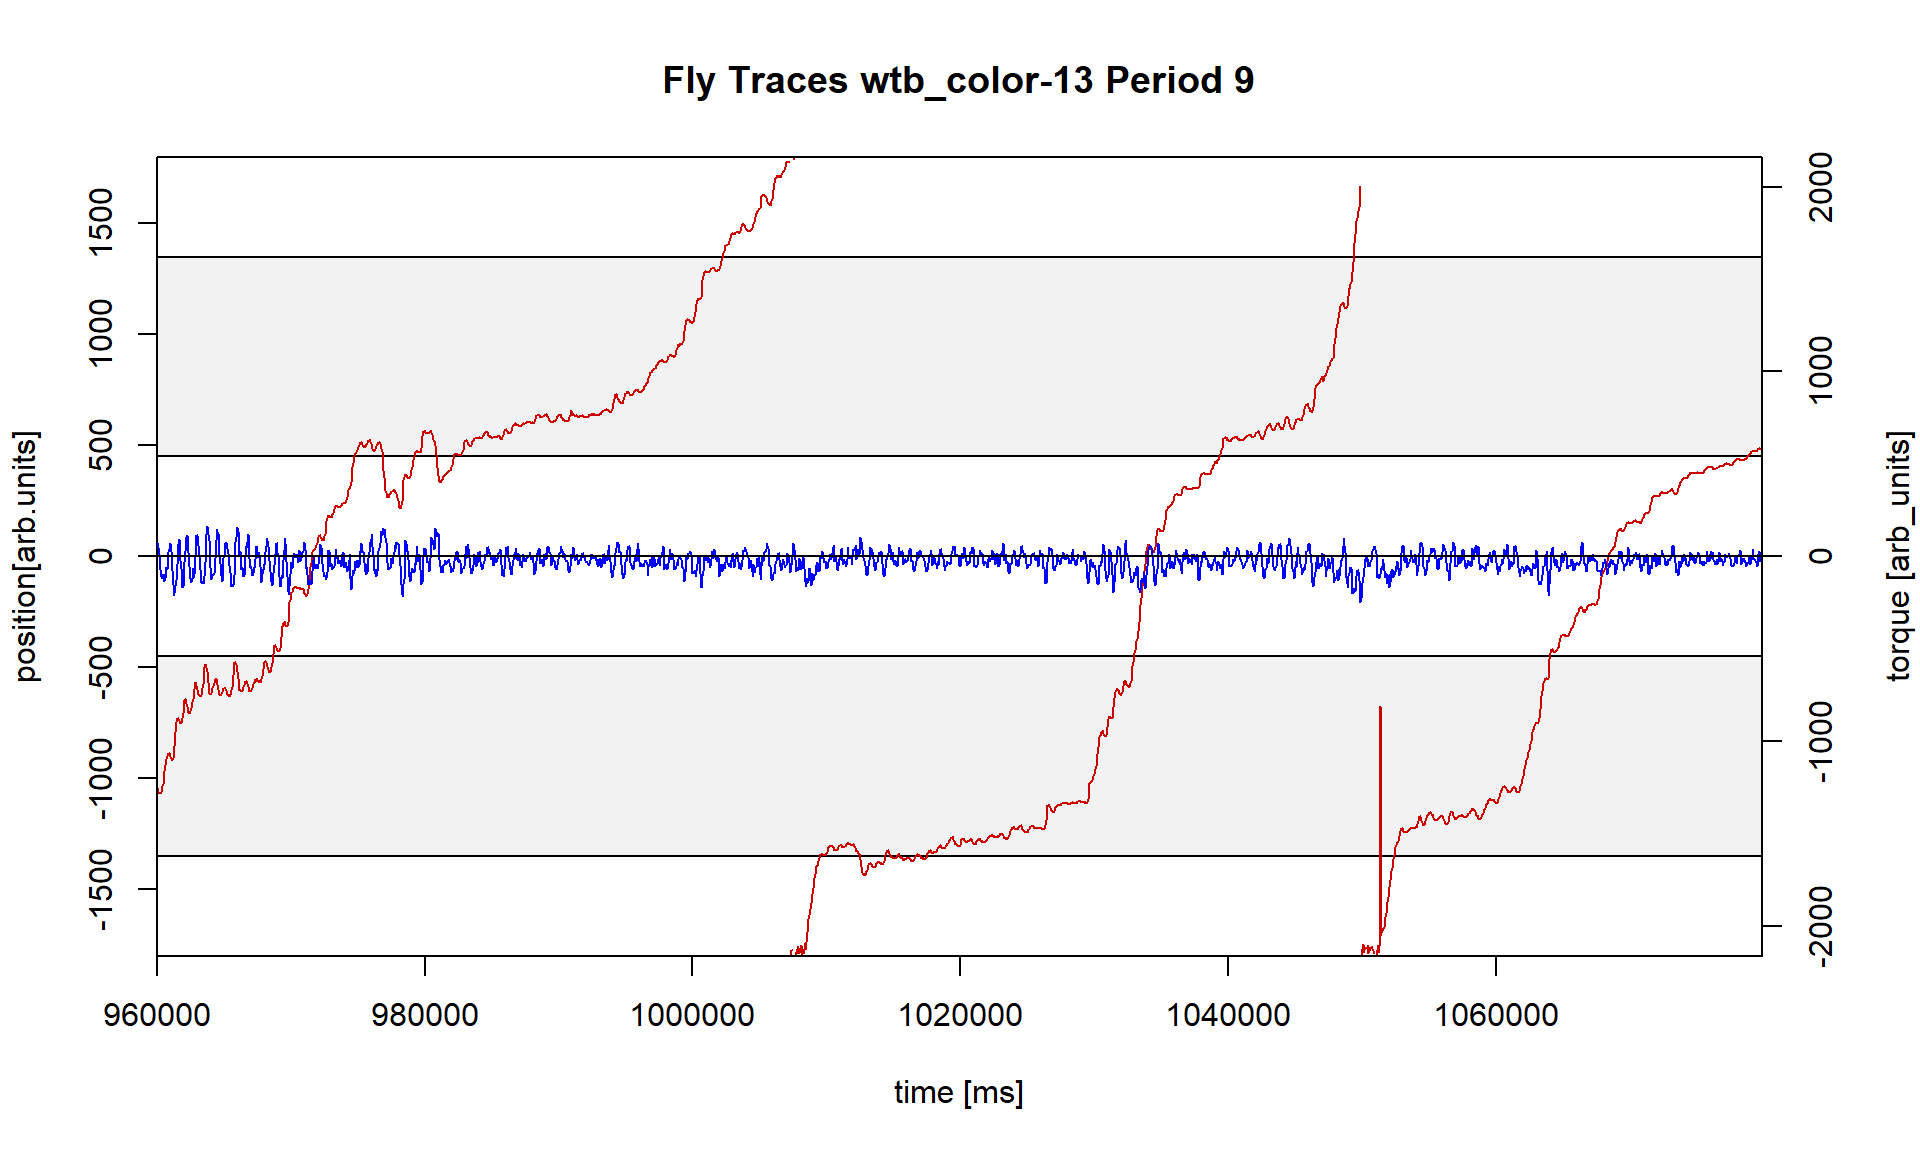 Fly Traces wtb_color-13 Period 9
position[arb.units]
1500
1000
500
0
-500
-1000
-1500
torque [arb_units]
2000
1000
0
-1000
-2000
960000 980000 1000000 1020000 1040000 1060000
time [ms]